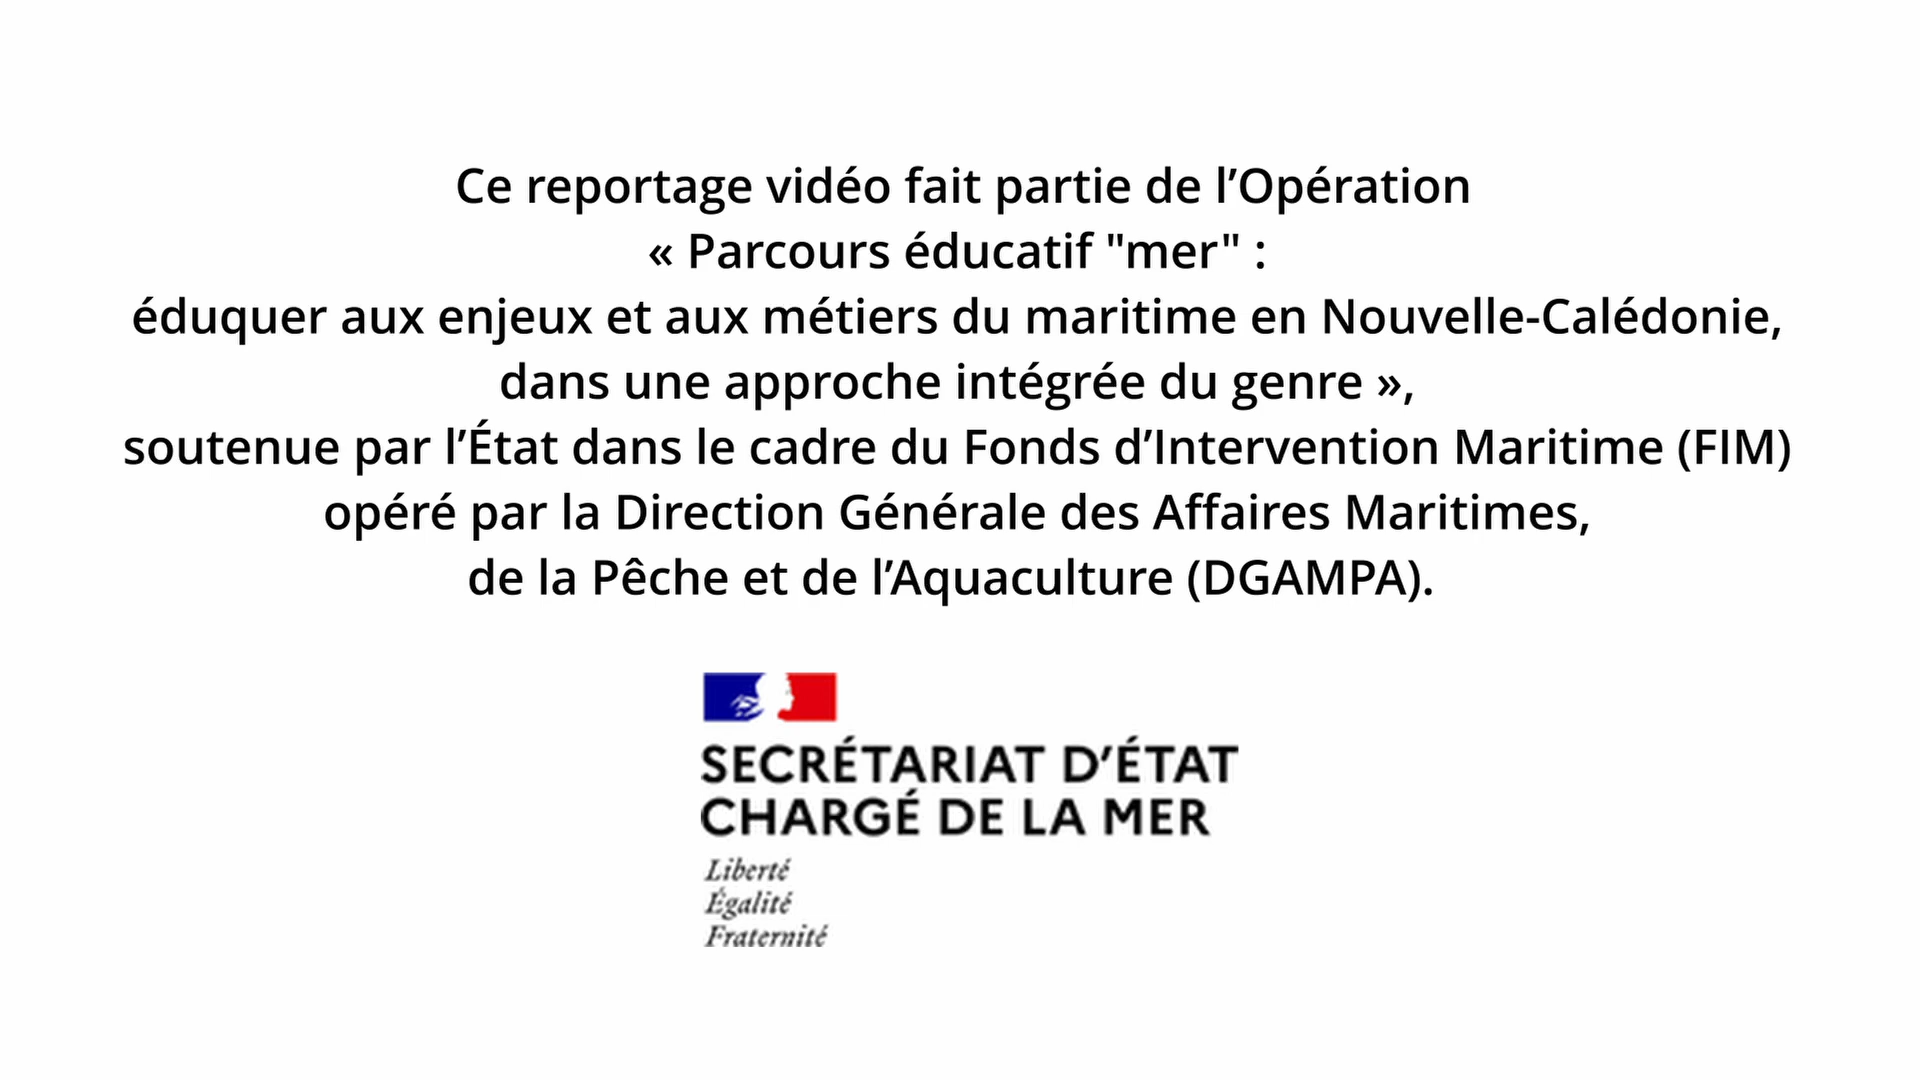 Ce reportage vidéo fait partie de l’Opération
« Parcours éducatif "mer" :
éduquer aux enjeux et aux métiers du maritime en Nouvelle-Calédonie,
dans une approche intégrée du genre »,
soutenue par l’État dans le cadre du Fonds d’Intervention Maritime (FIM)
opéré par la Direction Générale des Affaires Maritimes,
de la Pêche et de l’Aquaculture (DGAMPA).
SECRÉTARIAT D’ÉTAT
CHARGÉ DE LA MER
Liberté
Égalité
Fraternité